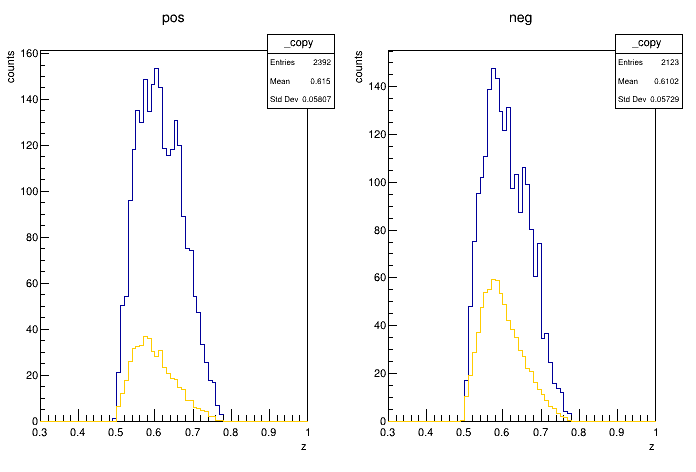 pos
_copy
Entries 2392
Mean 0.615
Std Dev 0.05807
counts
160
140
120
100
80
60
40
20
0
0.3 0.4 0.5 0.6 0.7 0.8 0.9 1
z
neg
_copy
Entries 2123
Mean 0.6102
Std Dev 0.05729
counts
140
120
100
80
60
40
20
0
0.3 0.4 0.5 0.6 0.7 0.8 0.9 1
z